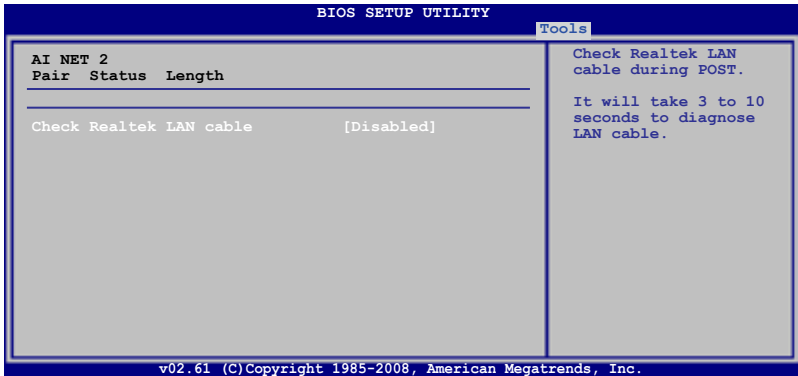 BIOS SETUP UTILITY
Tools
AI NET 2
Pair Status Length
Check Realtek LAN cable [Disabled]
Check Realtek LAN
cable during POST.
It will take 3 to 10
seconds to diagnose
LAN cable.
v02.61 (C)Copyright 1985-2008, American Megatrends, Inc.